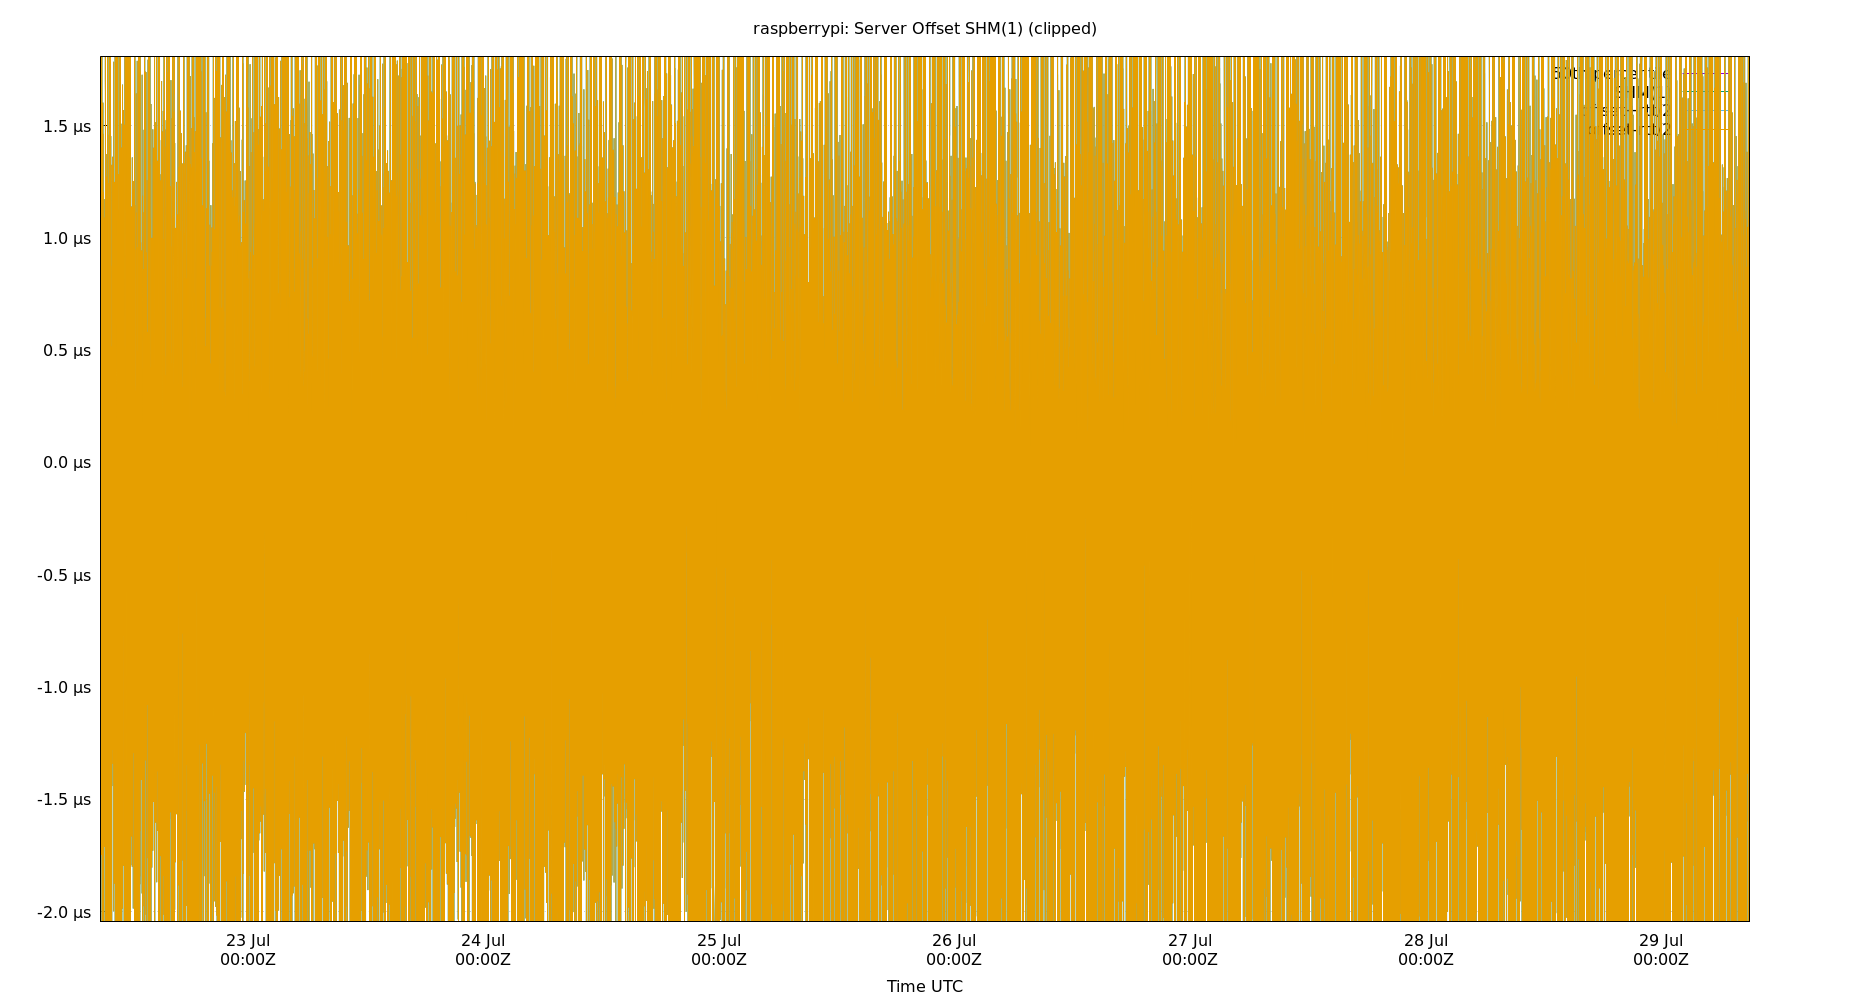 raspberrypi: Server Offset SHM(1) (clipped)
1.5 µs
1.0 µs
0.5 µs
0.0 µs
-0.5 µs
-1.0 µs
-1.5 µs
-2.0 µs
23 Jul
00:00Z
24 Jul
00:00Z
25 Jul
00:00Z
26 Jul
00:00Z
27 Jul
00:00Z
28 Jul
00:00Z
29 Jul
00:00Z
Time UTC